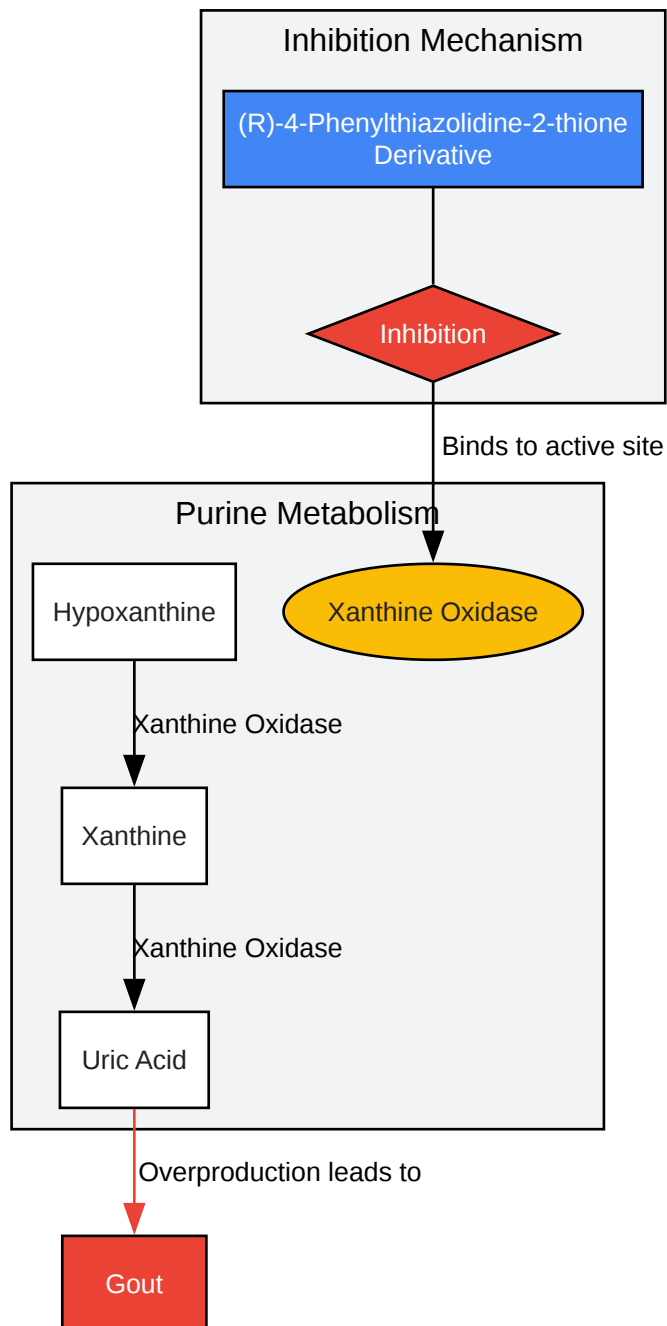 Inhibition Mechanism
(R)-4-Phenylthiazolidine-2-thione
Derivative
Inhibition
Binds to active site
Purine Metabolism
Hypoxanthine
Xanthine Oxidase
Xanthine Oxidase
Xanthine
Xanthine Oxidase
Uric Acid
Overproduction leads to
Gout